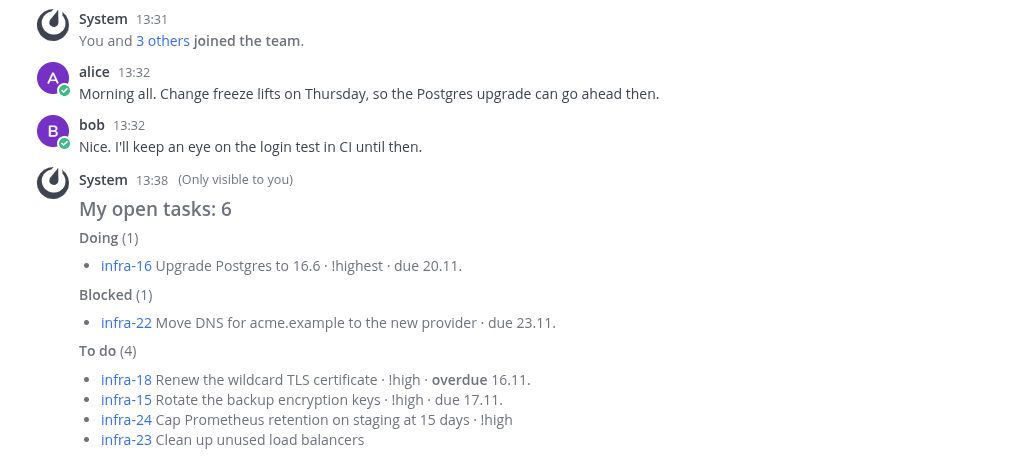 System 13:31
You and 3 others joined the team.
A
alice 13:32
Morning all. Change freeze lifts on Thursday, so the Postgres upgrade can go ahead then.
B
bob 13:32
Nice. I'll keep an eye on the login test in CI until then.
System 13:38 (Only visible to you)
My open tasks: 6
Doing (1)
• infra-16 Upgrade Postgres to 16.6 · !highest · due 20.11.
Blocked (1)
• infra-22 Move DNS for acme.example to the new provider · due 23.11.
To do (4)
• infra-18 Renew the wildcard TLS certificate · !high · overdue 16.11.
• infra-15 Rotate the backup encryption keys · !high · due 17.11.
• infra-24 Cap Prometheus retention on staging at 15 days · !high
• infra-23 Clean up unused load balancers